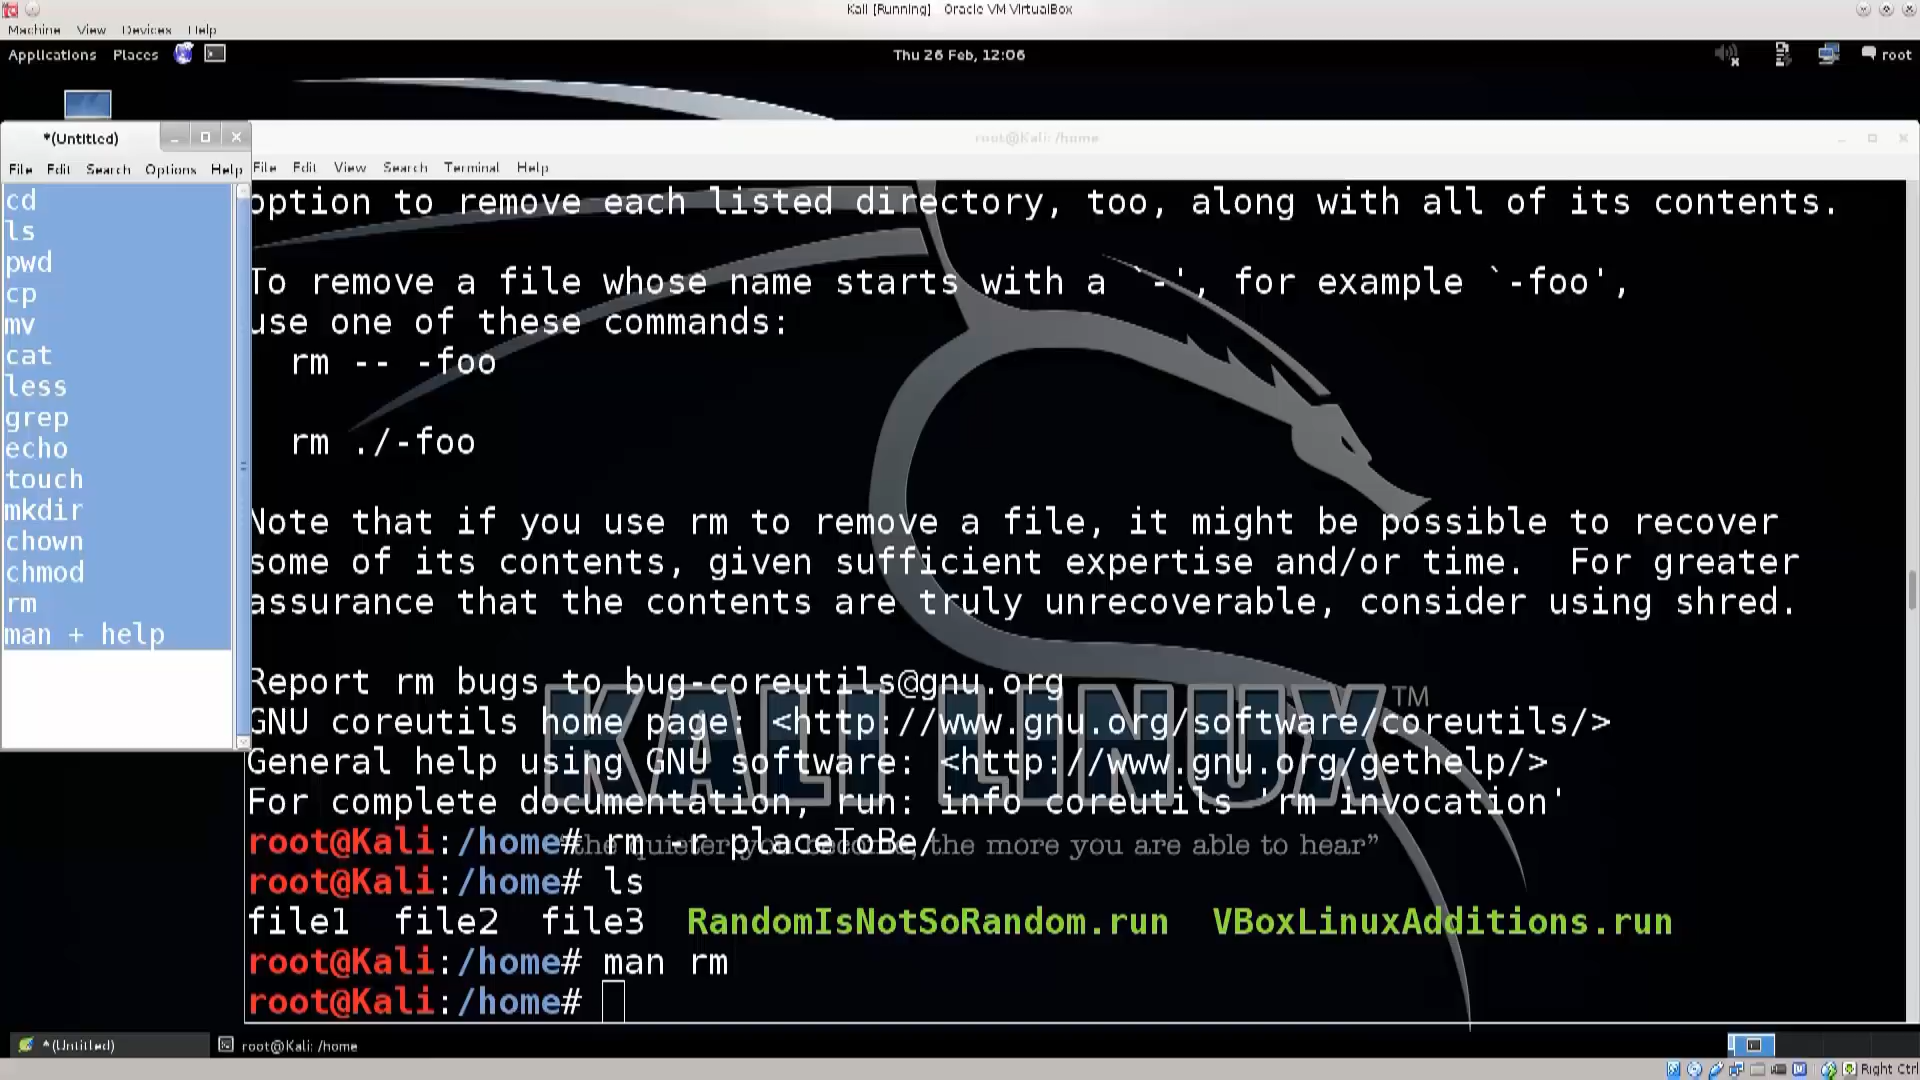 Kali [Running] - Oracle VM VirtualBox
Machine View Devices Help
Applications Places
Thu 26 Feb, 12:06
root
*(Untitled)
root@Kali: /home
File Edit Search Options Help
File Edit View Search Terminal Help
cd
ls
pwd
cp
mv
cat
less
grep
echo
touch
mkdir
chown
chmod
rm
man + help
option to remove each listed directory, too, along with all of its contents.
To remove a file whose name starts with a `-', for example `-foo',
use one of these commands:
rm -- -foo
rm ./-foo
Note that if you use rm to remove a file, it might be possible to recover
some of its contents, given sufficient expertise and/or time.  For greater
assurance that the contents are truly unrecoverable, consider using shred.
Report rm bugs to bug-coreutils@gnu.org
GNU coreutils home page: <http://www.gnu.org/software/coreutils/>
General help using GNU software: <http://www.gnu.org/gethelp/>
For complete documentation, run: info coreutils 'rm invocation'
root@Kali:/home# rm -r placeToBe/
root@Kali:/home# ls
file1 file2 file3 RandomIsNotSoRandom.run VBoxLinuxAdditions.run
root@Kali:/home# man rm
root@Kali:/home#
KALI LINUX™
"the quieter you become, the more you are able to hear”
*(Untitled)
root@Kali: /home
Right Ctrl